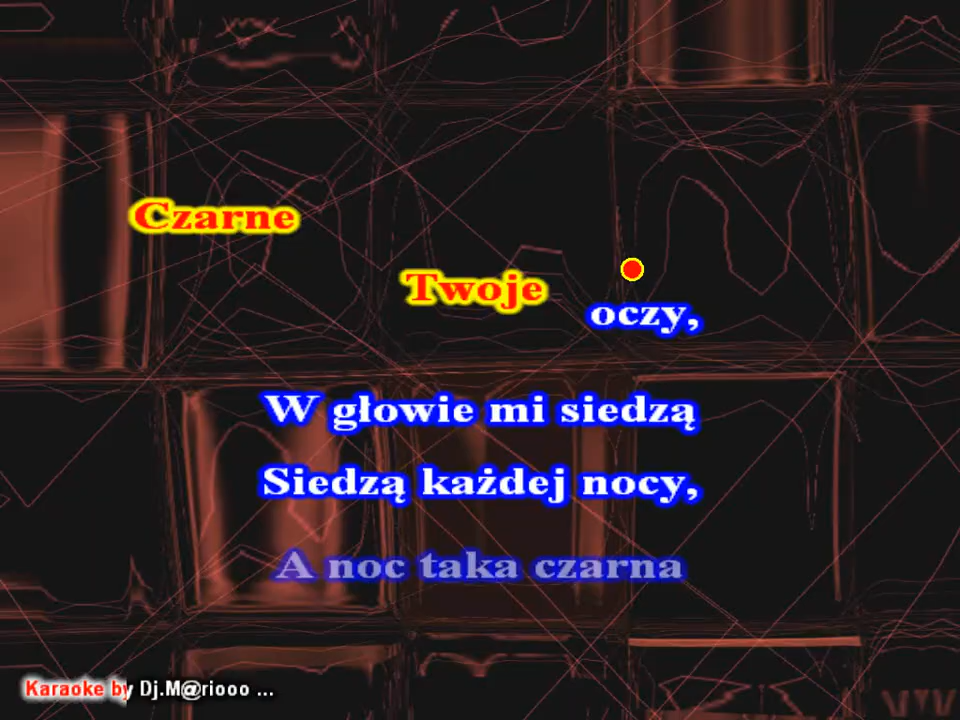 Czarne
Twoje
oczy,
W głowie mi siedzą
Siedzą każdej nocy,
A noc taka czarna
Karaoke by Dj.M@riooo ...